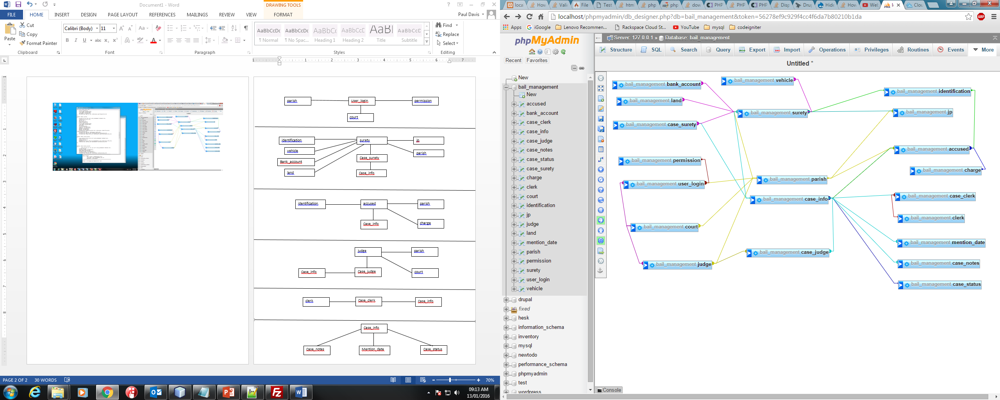 Document1 - Word
DRAWING TOOLS
FILE HOME INSERT DESIGN PAGE LAYOUT REFERENCES MAILINGS REVIEW VIEW FORMAT
Paul Davis
Paste
Cut
Copy
Format Painter
Clipboard
Calibri (Body) 11
Font
Paragraph
AaBbCcDc AaBbCcDc AaBbCc AaBbCcD AaB AaBbCcD
¶ Normal ¶ No Spac... Heading 1 Heading 2 Title Subtitle
Styles
Find
Replace
Select
Editing
1 1 2 3 4 5 6 7
parish User_login permission
court
identification surety jp
vehicle parish
Bank_account Case_surety
land Case_info
identification accused parish
Case_info charge
judge parish
Case_info Case_judge court
clerk Case_clerk Case_info
Case_info
Case_notes Mention_date Case_status
PAGE 2 OF 2 30 WORDS 70%
09:13 AM
13/01/2016
loca How Vali File Test html php php dow PHP PHP PHP Disp Dru Hide How Web Clou
localhost/phpmyadmin/db_designer.php?db=bail_management&token=56278ef9c929f4cc4f6da7b80210b1da
ABP
Apps iGoogle Lenovo Recommen... Rackspace Cloud St... YouTube mysql codeigniter
phpMyAdmin
Recent Favorites
New
bail_management
New
accused
bank_account
case_clerk
case_info
case_judge
case_notes
case_status
case_surety
charge
clerk
court
identification
jp
judge
land
mention_date
parish
permission
surety
user_login
vehicle
drupal
fixed
hesk
information_schema
inventory
mysql
newtodo
performance_schema
phpmyadmin
test
wordpress
Server: 127.0.0.1 » Database: bail_management
Structure SQL Search Query Export Import Operations Privileges Routines Events More
Untitled *
bail_management bank_account
bail_management vehicle
bail_management identification
bail_management land
bail_management surety
bail_management jp
bail_management case_surety
bail_management accused
bail_management permission
bail_management charge
bail_management user_login
bail_management parish
bail_management case_info
bail_management case_clerk
bail_management clerk
bail_management court
bail_management mention_date
bail_management case_judge
bail_management judge
bail_management case_notes
bail_management case_status
Console